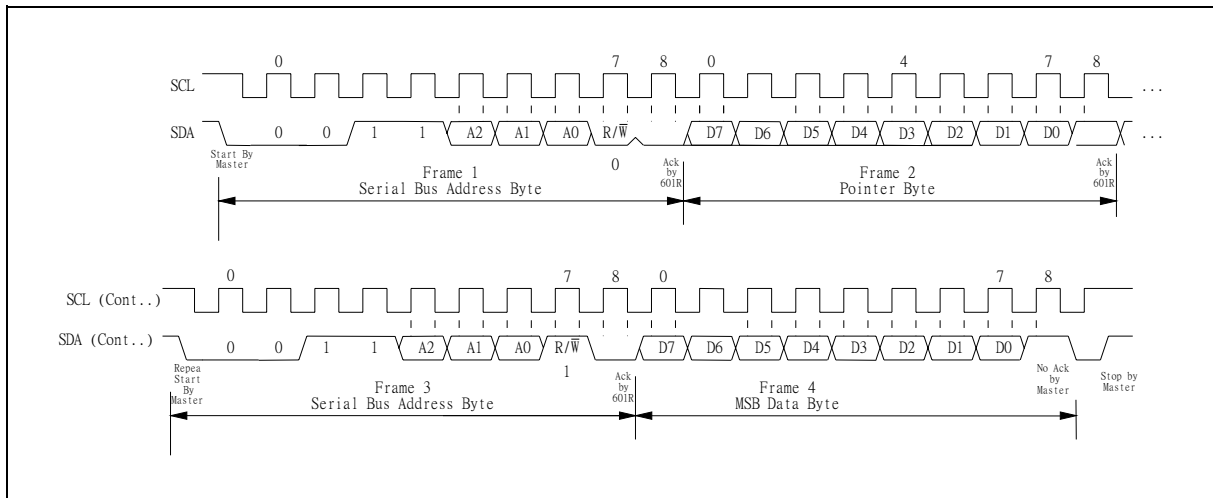 0 7 8 0 4 7 8
SCL ...
SDA 0 0 1 1 A2 A1 A0 R/W̅ D7 D6 D5 D4 D3 D2 D1 D0 ...
Start By
Master
0
Ack
by
601R
Ack
by
601R
Frame 1
Serial Bus Address Byte
Frame 2
Pointer Byte
0 7 8 0 7 8
SCL (Cont..)
SDA (Cont..) 0 0 1 1 A2 A1 A0 R/W̅ D7 D6 D5 D4 D3 D2 D1 D0
Repea
Start
By
Master
1
Ack
by
601R
No Ack
by
Master
Stop by
Master
Frame 3
Serial Bus Address Byte
Frame 4
MSB Data Byte